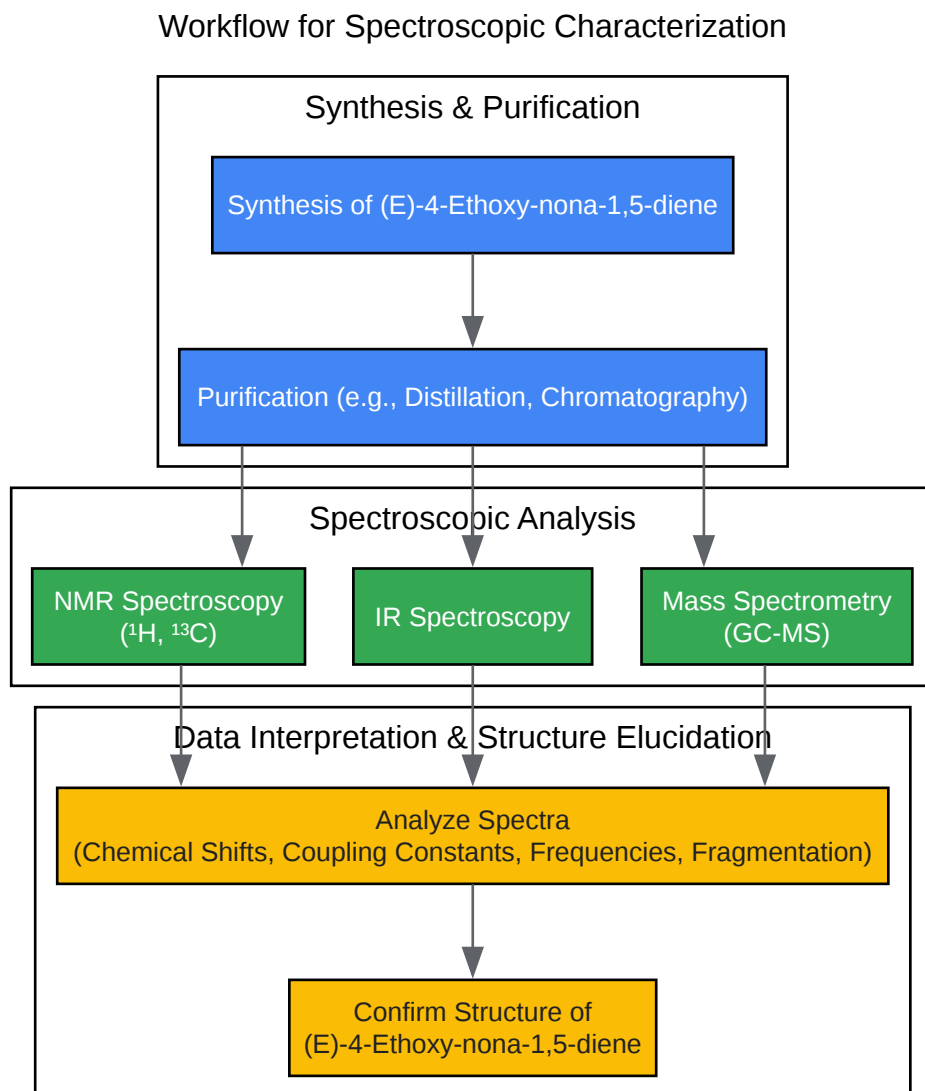 Workflow for Spectroscopic Characterization
Synthesis & Purification
Synthesis of (E)-4-Ethoxy-nona-1,5-diene
Purification (e.g., Distillation, Chromatography)
Spectroscopic Analysis
NMR Spectroscopy
(¹H, ¹³C)
IR Spectroscopy
Mass Spectrometry
(GC-MS)
Data Interpretation & Structure Elucidation
Analyze Spectra
(Chemical Shifts, Coupling Constants, Frequencies, Fragmentation)
Confirm Structure of
(E)-4-Ethoxy-nona-1,5-diene